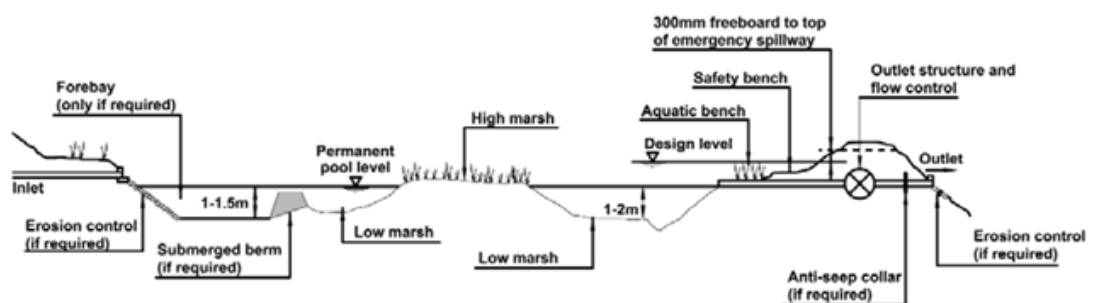 300mm freeboard to top
of emergency spillway
Forebay
(only if required)
Safety bench
Outlet structure and
flow control
High marsh
Aquatic bench
Permanent
pool level
Design level
Outlet
Inlet
1-1.5m
1-2m
Erosion control
(if required)
Submerged berm
(if required)
Low marsh
Low marsh
Anti-seep collar
(if required)
Erosion control
(if required)